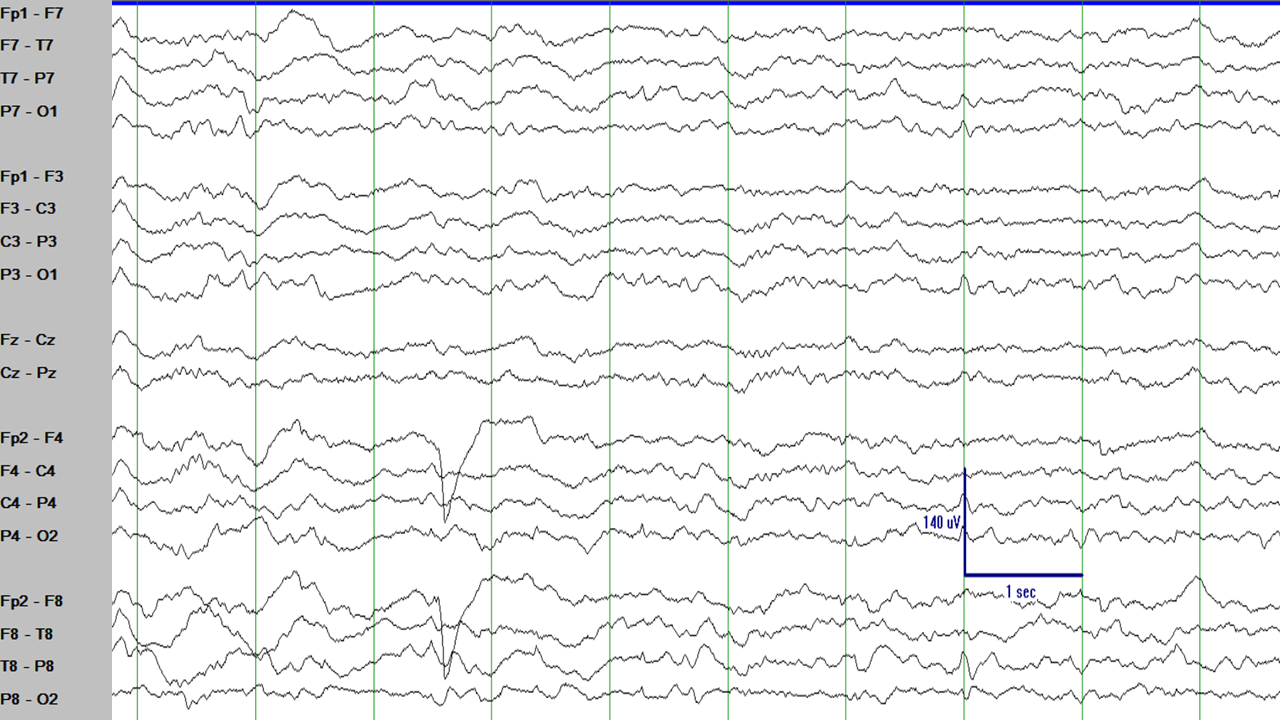 Fp1 - F7
F7 - T7
T7 - P7
P7 - O1
Fp1 - F3
F3 - C3
C3 - P3
P3 - O1
Fz - Cz
Cz - Pz
Fp2 - F4
F4 - C4
C4 - P4
P4 - O2
140 uV
1 sec
Fp2 - F8
F8 - T8
T8 - P8
P8 - O2